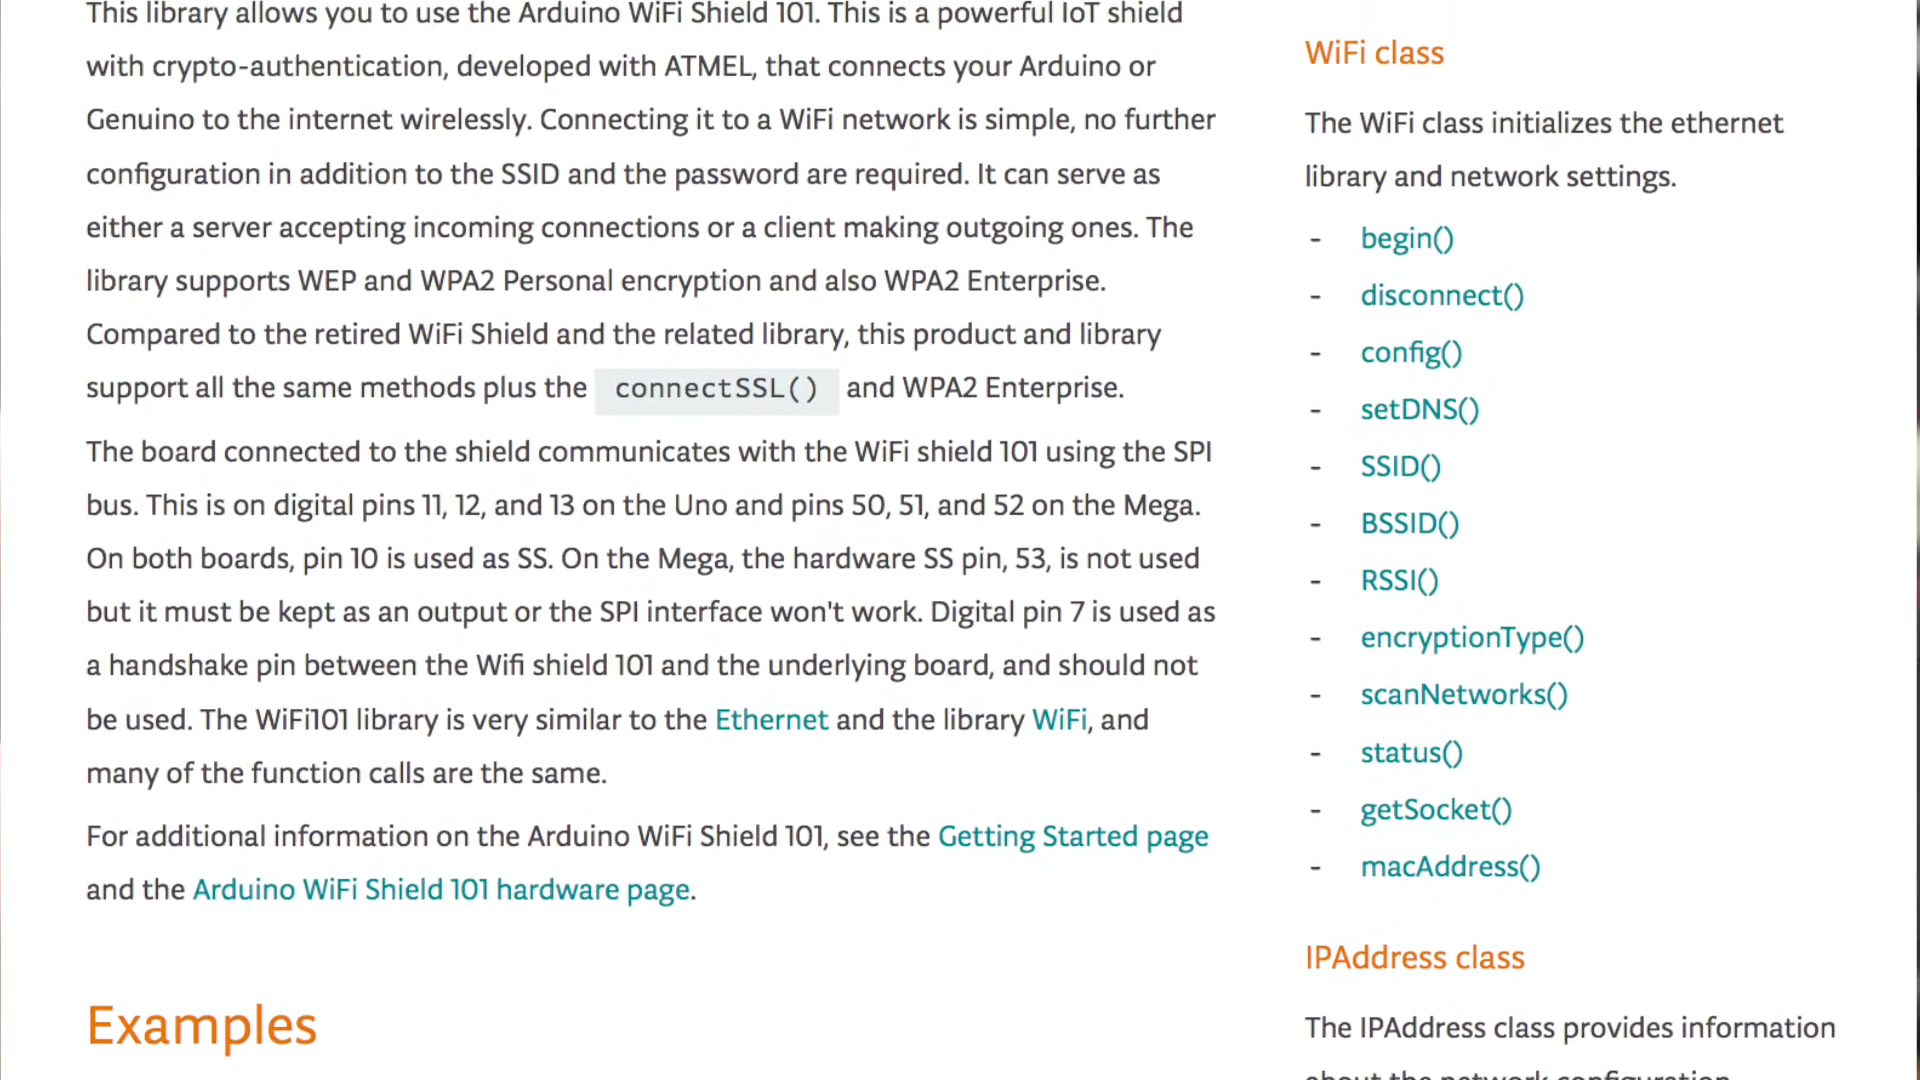 This library allows you to use the Arduino WiFi Shield 101. This is a powerful IoT shield
with crypto-authentication, developed with ATMEL, that connects your Arduino or
Genuino to the internet wirelessly. Connecting it to a WiFi network is simple, no further
configuration in addition to the SSID and the password are required. It can serve as
either a server accepting incoming connections or a client making outgoing ones. The
library supports WEP and WPA2 Personal encryption and also WPA2 Enterprise.
Compared to the retired WiFi Shield and the related library, this product and library
support all the same methods plus the connectSSL() and WPA2 Enterprise.
The board connected to the shield communicates with the WiFi shield 101 using the SPI
bus. This is on digital pins 11, 12, and 13 on the Uno and pins 50, 51, and 52 on the Mega.
On both boards, pin 10 is used as SS. On the Mega, the hardware SS pin, 53, is not used
but it must be kept as an output or the SPI interface won't work. Digital pin 7 is used as
a handshake pin between the Wifi shield 101 and the underlying board, and should not
be used. The WiFi101 library is very similar to the Ethernet and the library WiFi, and
many of the function calls are the same.
For additional information on the Arduino WiFi Shield 101, see the Getting Started page
and the Arduino WiFi Shield 101 hardware page.
Examples
WiFi class
The WiFi class initializes the ethernet
library and network settings.
- begin()
- disconnect()
- config()
- setDNS()
- SSID()
- BSSID()
- RSSI()
- encryptionType()
- scanNetworks()
- status()
- getSocket()
- macAddress()
IPAddress class
The IPAddress class provides information
about the network configuration.